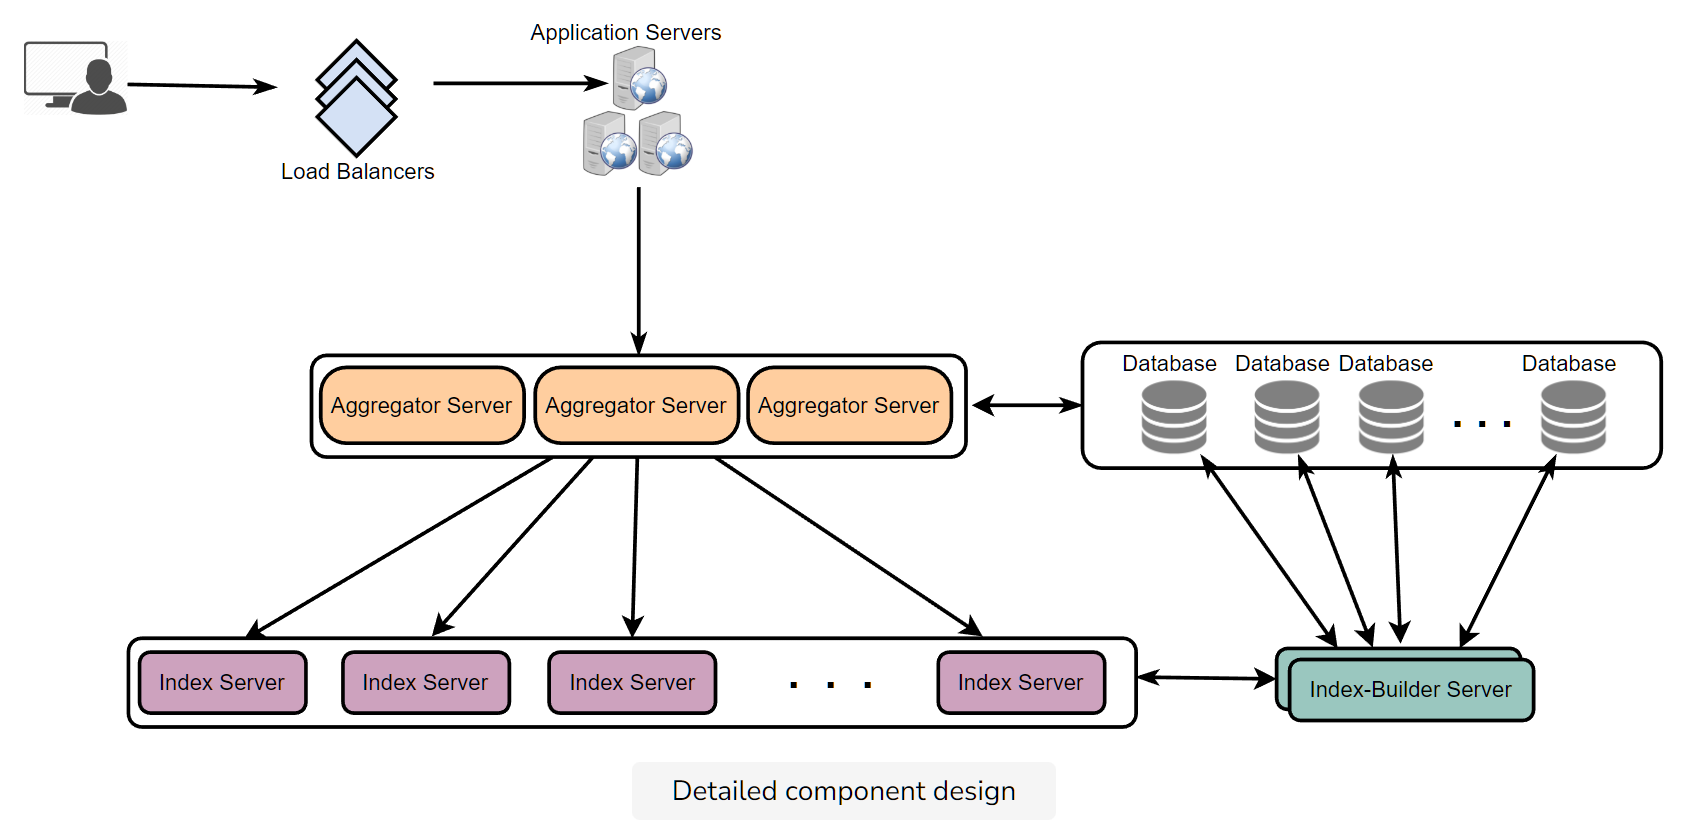 Application Servers
Load Balancers
Database Database Database Database
Aggregator Server Aggregator Server Aggregator Server
. . .
Index Server Index Server Index Server . . . Index Server
Index-Builder Server
Detailed component design